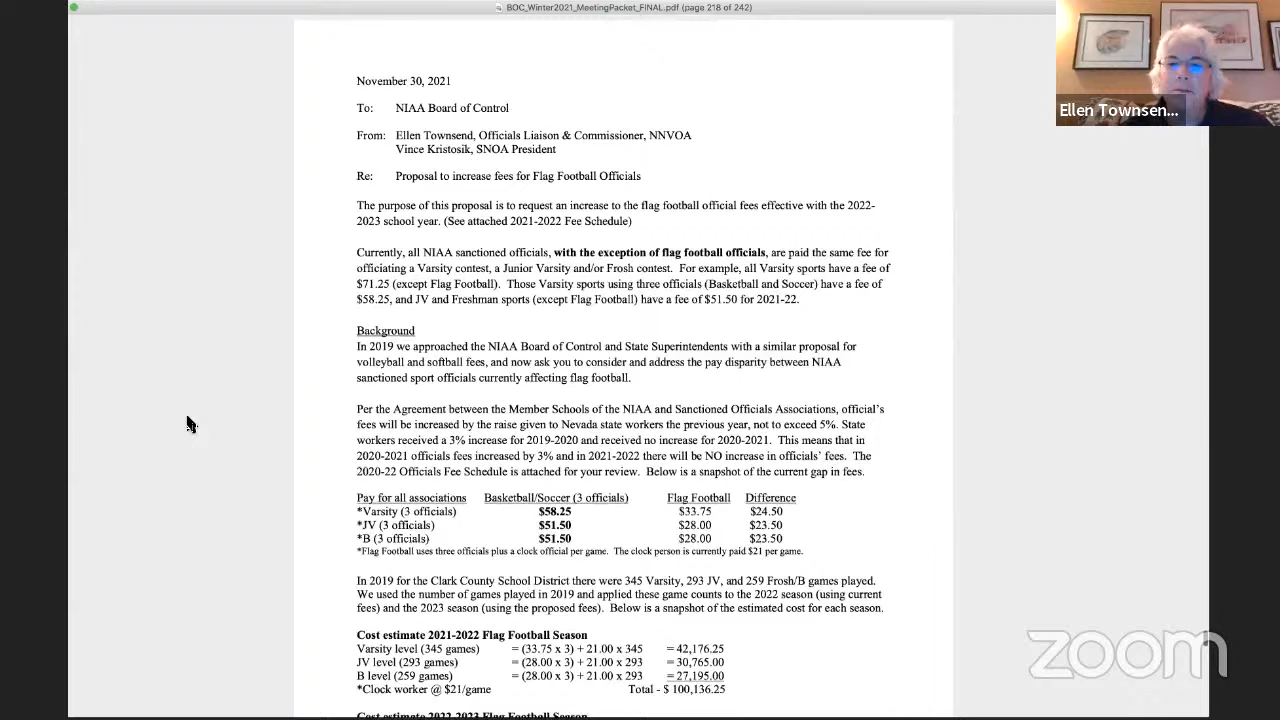 BOC_Winter2021_MeetingPacket_FINAL.pdf (page 218 of 242)
Ellen Townsen...
November 30, 2021
To: NIAA Board of Control
From: Ellen Townsend, Officials Liaison & Commissioner, NNVOA
Vince Kristosik, SNOA President
Re: Proposal to increase fees for Flag Football Officials
The purpose of this proposal is to request an increase to the flag football official fees effective with the 2022-
2023 school year. (See attached 2021-2022 Fee Schedule)
Currently, all NIAA sanctioned officials, with the exception of flag football officials, are paid the same fee for
officiating a Varsity contest, a Junior Varsity and/or Frosh contest. For example, all Varsity sports have a fee of
$71.25 (except Flag Football). Those Varsity sports using three officials (Basketball and Soccer) have a fee of
$58.25, and JV and Freshman sports (except Flag Football) have a fee of $51.50 for 2021-22.
Background
In 2019 we approached the NIAA Board of Control and State Superintendents with a similar proposal for
volleyball and softball fees, and now ask you to consider and address the pay disparity between NIAA
sanctioned sport officials currently affecting flag football.
Per the Agreement between the Member Schools of the NIAA and Sanctioned Officials Associations, official's
fees will be increased by the raise given to Nevada state workers the previous year, not to exceed 5%. State
workers received a 3% increase for 2019-2020 and received no increase for 2020-2021. This means that in
2020-2021 officials fees increased by 3% and in 2021-2022 there will be NO increase in officials' fees. The
2020-22 Officials Fee Schedule is attached for your review. Below is a snapshot of the current gap in fees.
Pay for all associations Basketball/Soccer (3 officials) Flag Football Difference
*Varsity (3 officials) $58.25 $33.75 $24.50
*JV (3 officials) $51.50 $28.00 $23.50
*B (3 officials) $51.50 $28.00 $23.50
*Flag Football uses three officials plus a clock official per game. The clock person is currently paid $21 per game.
In 2019 for the Clark County School District there were 345 Varsity, 293 JV, and 259 Frosh/B games played.
We used the number of games played in 2019 and applied these game counts to the 2022 season (using current
fees) and the 2023 season (using the proposed fees). Below is a snapshot of the estimated cost for each season.
Cost estimate 2021-2022 Flag Football Season
Varsity level (345 games) = (33.75 x 3) + 21.00 x 345 = 42,176.25
JV level (293 games) = (28.00 x 3) + 21.00 x 293 = 30,765.00
B level (259 games) = (28.00 x 3) + 21.00 x 293 = 27,195.00
*Clock worker @ $21/game Total - $ 100,136.25
Cost estimate 2022-2023 Flag Football Season
zoom